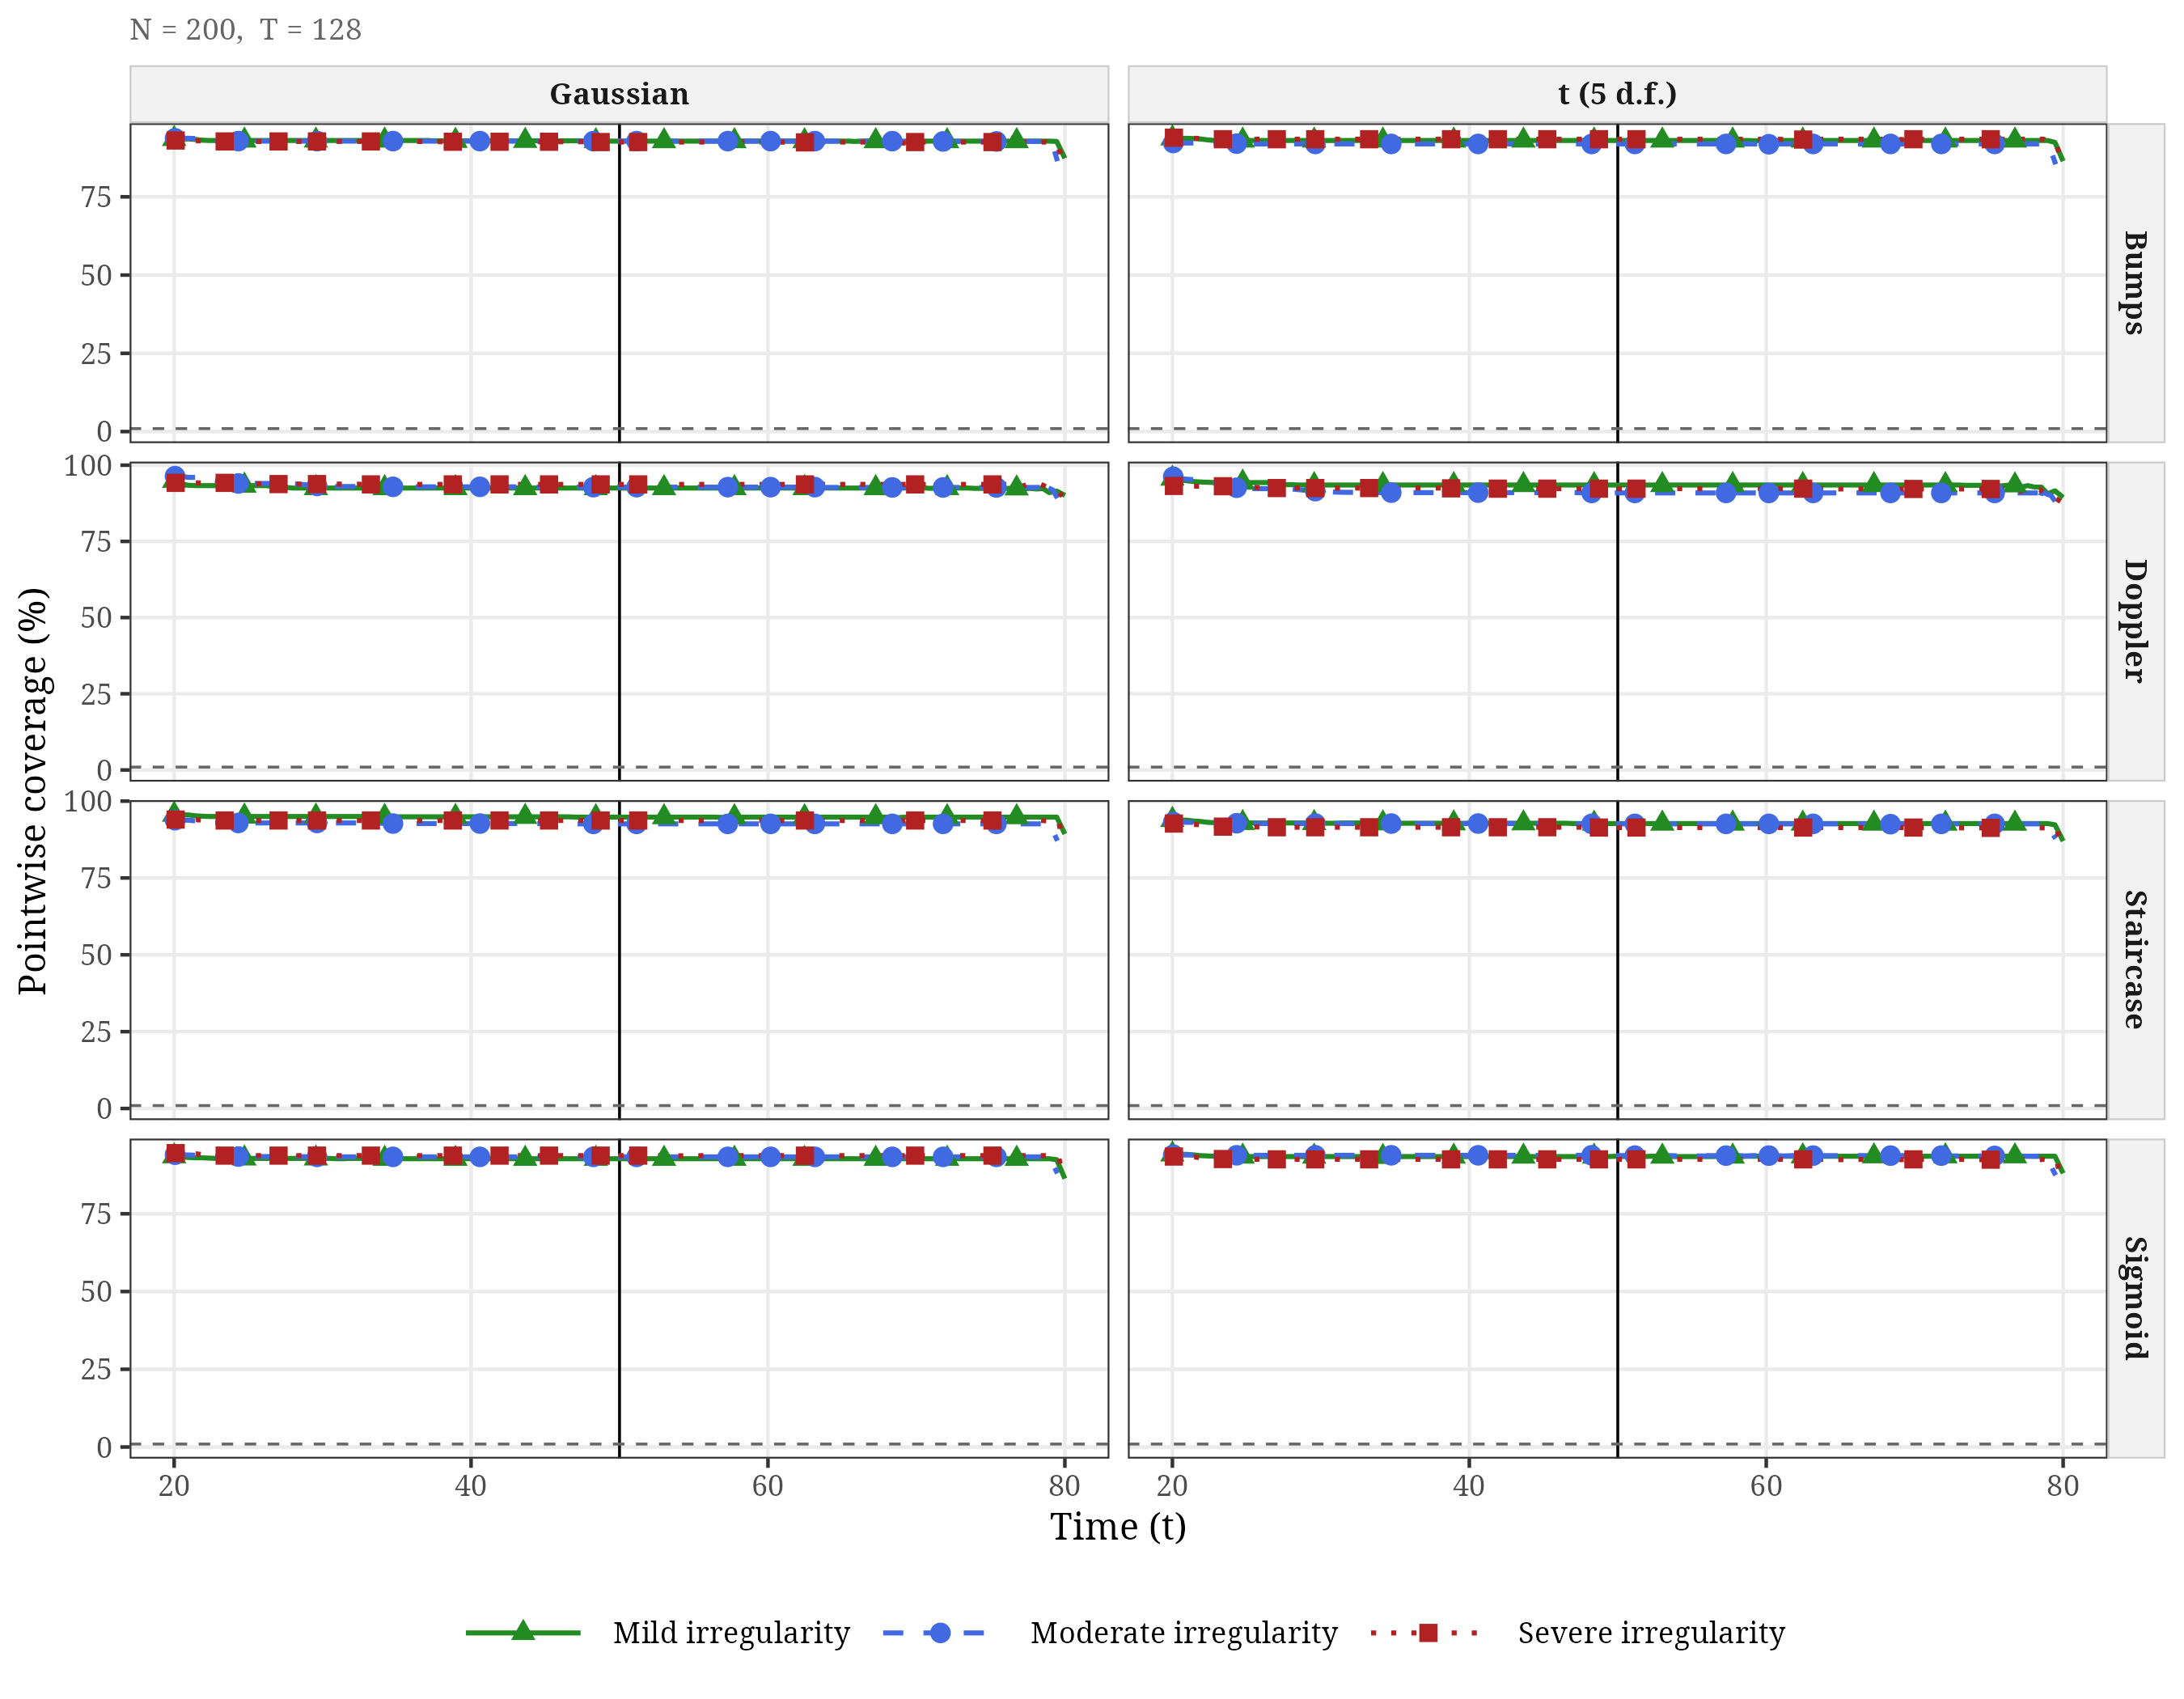 N = 200,  T = 128
Gaussian
t (5 d.f.)
75
50
25
0
Bumps
100
75
50
25
0
Doppler
100
75
50
25
0
Staircase
75
50
25
0
Sigmoid
Pointwise coverage (%)
20 40 60 80 20 40 60 80
Time (t)
Mild irregularity Moderate irregularity Severe irregularity